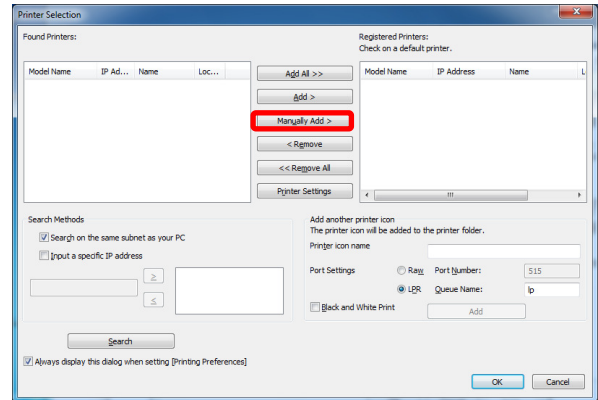 Printer Selection
Found Printers:
Registered Printers:
Check on a default printer.
Model Name IP Ad... Name Loc...
Model Name IP Address Name L
Add All >>
Add >
Manually Add >
< Remove
<< Remove All
Printer Settings
Search Methods
Search on the same subnet as your PC
Input a specific IP address
≥
≤
Search
Always display this dialog when setting [Printing Preferences]
Add another printer icon
The printer icon will be added to the printer folder.
Printer icon name
Port Settings Raw Port Number: 515
LPR Queue Name: lp
Black and White Print Add
OK Cancel